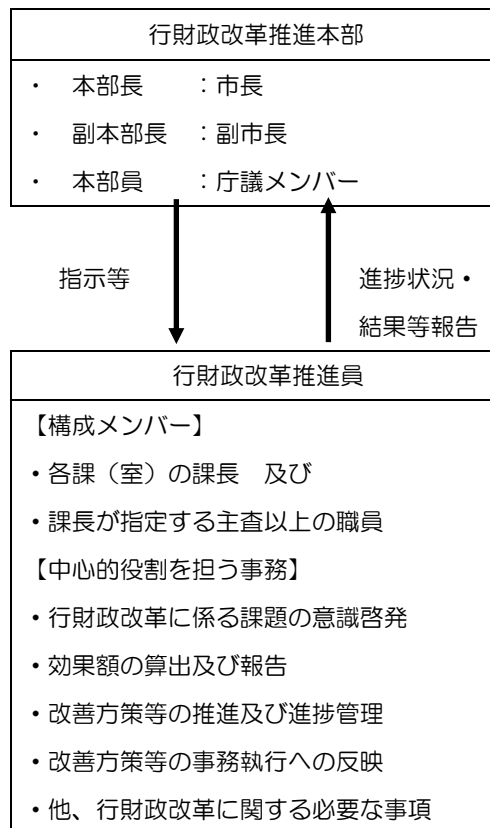 行財政改革推進本部
・ 本部長 ：市長
・ 副本部長 ：副市長
・ 本部員 ：庁議メンバー
指示等
進捗状況・
結果等報告
行財政改革推進員
【構成メンバー】
・各課（室）の課長 及び
・課長が指定する主査以上の職員
【中心的役割を担う事務】
・行財政改革に係る課題の意識啓発
・効果額の算出及び報告
・改善方策等の推進及び進捗管理
・改善方策等の事務執行への反映
・他、行財政改革に関する必要な事項